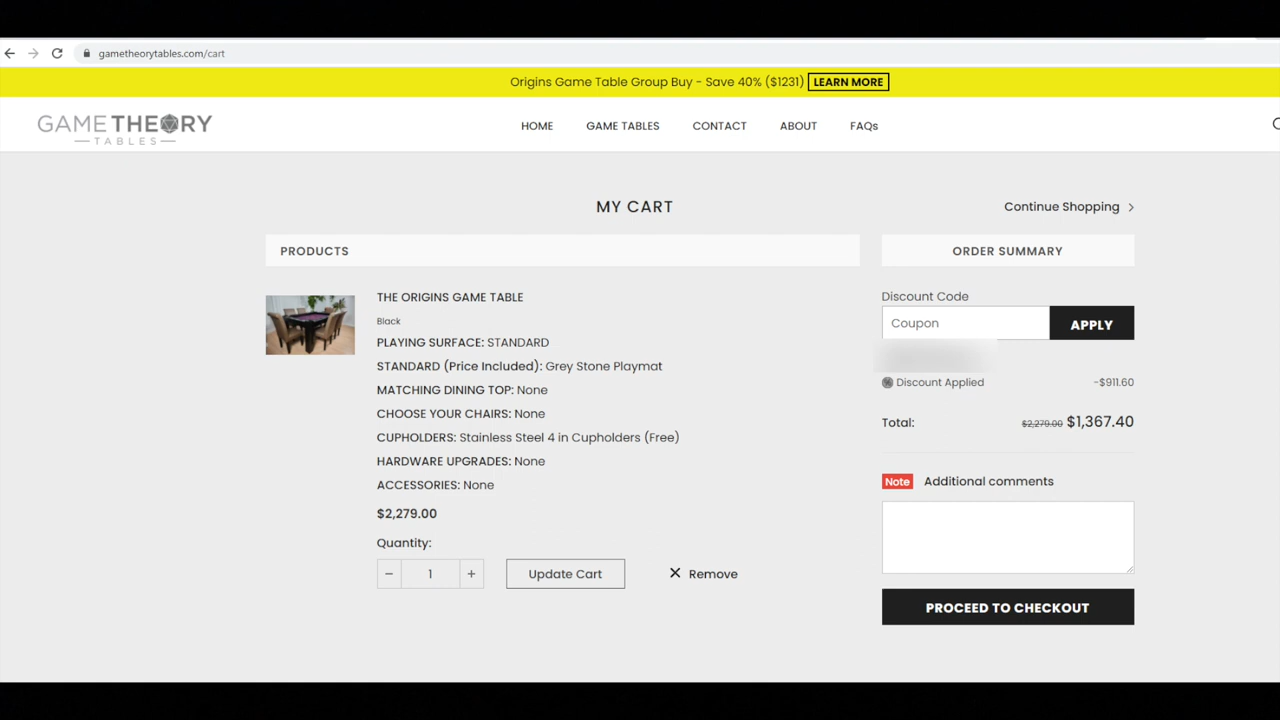 gametheorytables.com/cart
Origins Game Table Group Buy - Save 40% ($1231) LEARN MORE
GAME THEORY
TABLES
HOME GAME TABLES CONTACT ABOUT FAQs
MY CART
Continue Shopping
PRODUCTS
ORDER SUMMARY
THE ORIGINS GAME TABLE
Black
PLAYING SURFACE: STANDARD
STANDARD (Price Included): Grey Stone Playmat
MATCHING DINING TOP: None
CHOOSE YOUR CHAIRS: None
CUPHOLDERS: Stainless Steel 4 in Cupholders (Free)
HARDWARE UPGRADES: None
ACCESSORIES: None
$2,279.00
Quantity:
− 1 + Update Cart Remove
Discount Code
Coupon APPLY
Discount Applied -$911.60
Total: $2,279.00 $1,367.40
Note Additional comments
PROCEED TO CHECKOUT